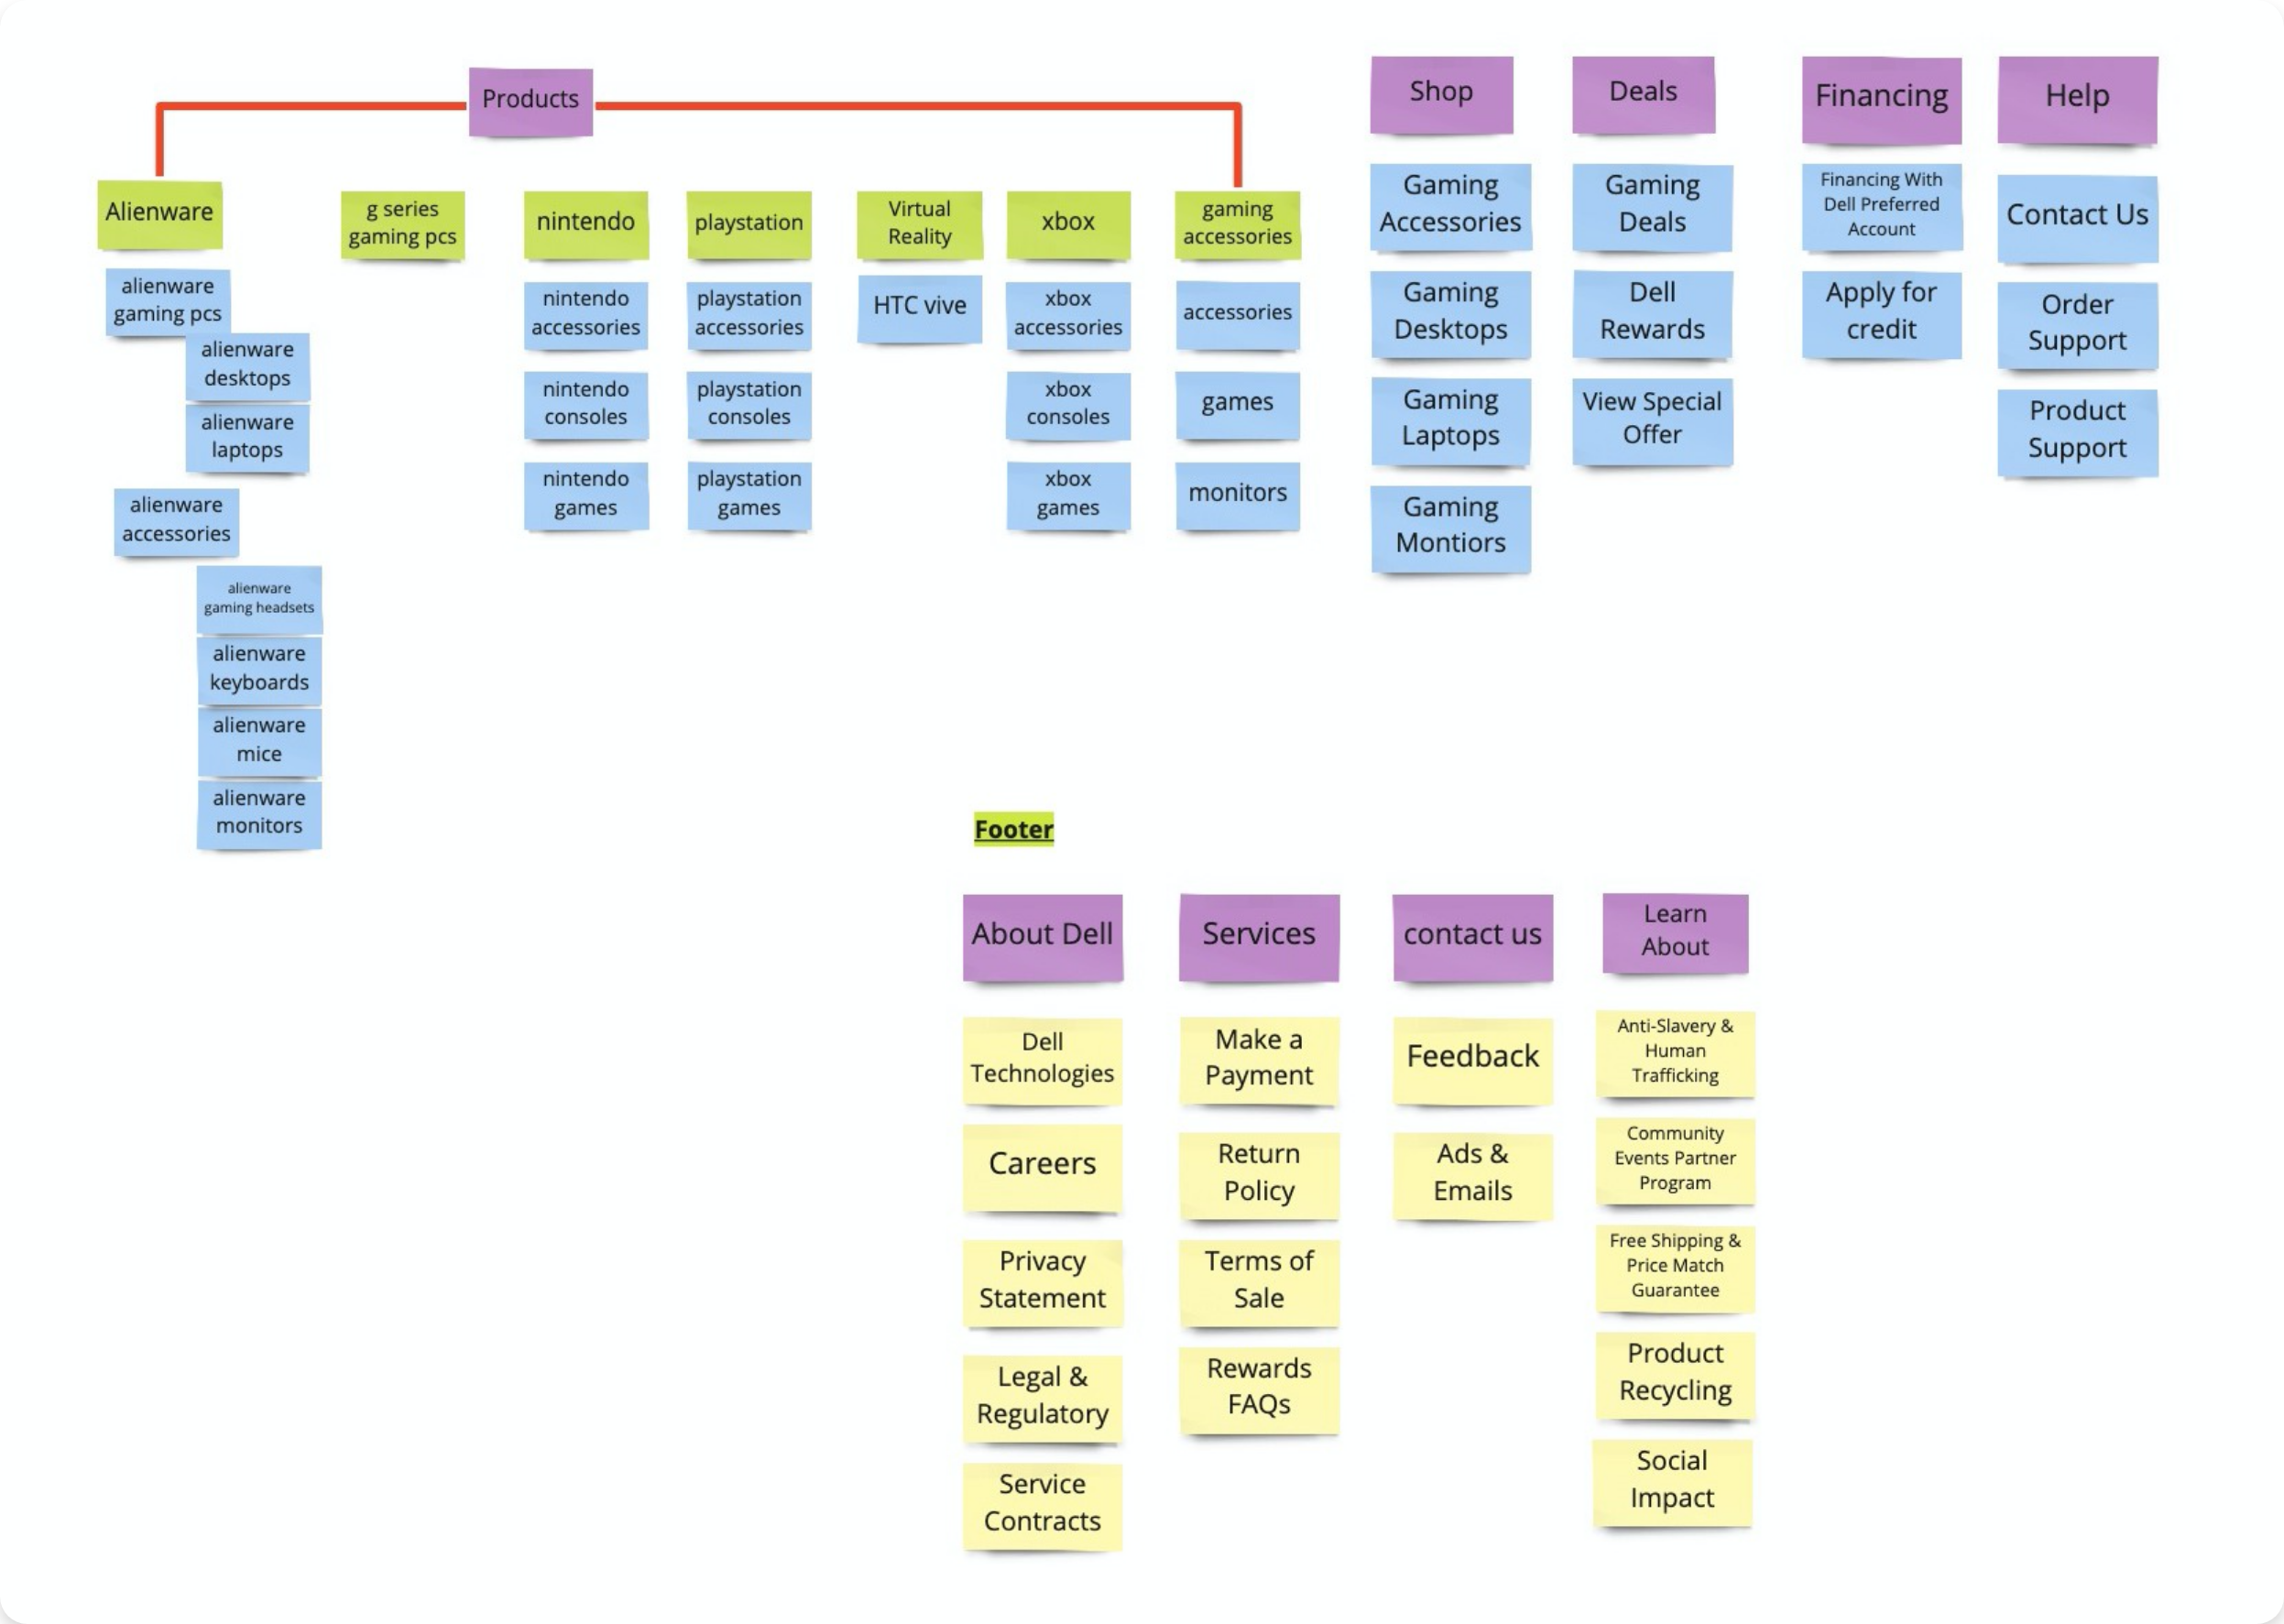 Products
Alienware
alienware
gaming pcs
alienware
desktops
alienware
laptops
alienware
accessories
alienware
gaming headsets
alienware
keyboards
alienware
mice
alienware
monitors
g series
gaming pcs
nintendo
nintendo
accessories
nintendo
consoles
nintendo
games
playstation
playstation
accessories
playstation
consoles
playstation
games
Virtual
Reality
HTC vive
xbox
xbox
accessories
xbox
consoles
xbox
games
gaming
accessories
accessories
games
monitors
Shop
Gaming
Accessories
Gaming
Desktops
Gaming
Laptops
Gaming
Montiors
Deals
Gaming
Deals
Dell
Rewards
View Special
Offer
Financing
Financing With
Dell Preferred
Account
Apply for
credit
Help
Contact Us
Order
Support
Product
Support
Footer
About Dell
Dell
Technologies
Careers
Privacy
Statement
Legal &
Regulatory
Service
Contracts
Services
Make a
Payment
Return
Policy
Terms of
Sale
Rewards
FAQs
contact us
Feedback
Ads &
Emails
Learn
About
Anti-Slavery &
Human
Trafficking
Community
Events Partner
Program
Free Shipping &
Price Match
Guarantee
Product
Recycling
Social
Impact